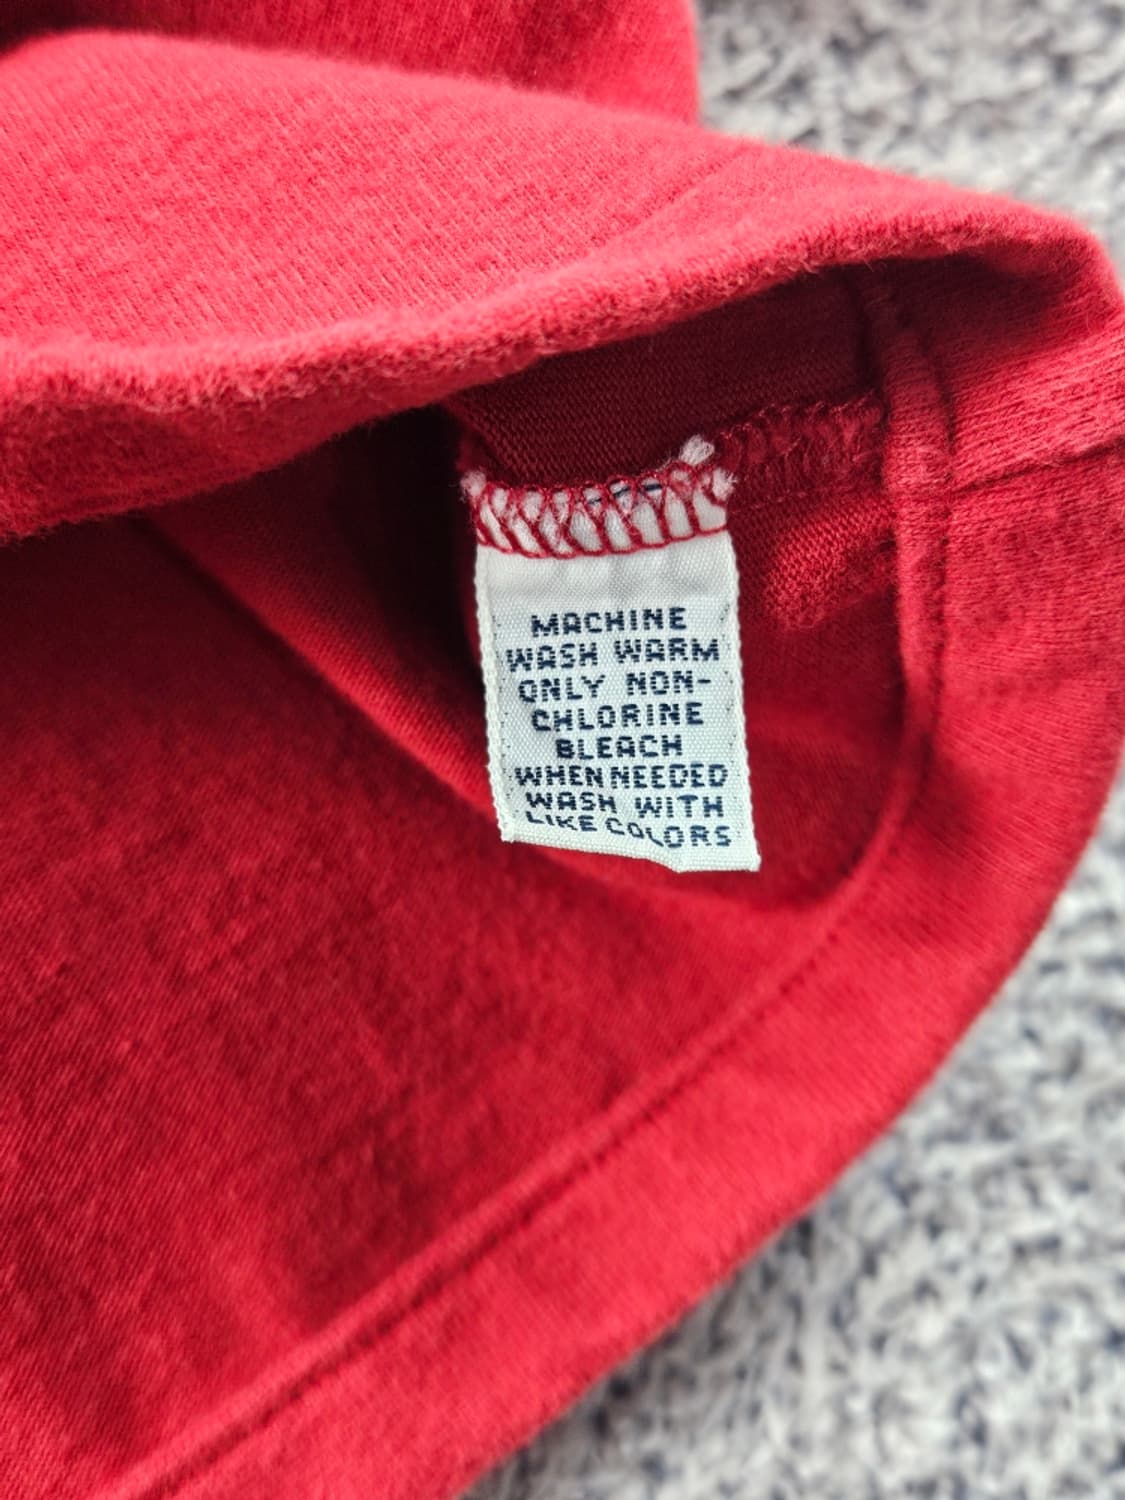 MACHINE
WASH WARM
ONLY NON-
CHLORINE
BLEACH
WHEN NEEDED
WASH WITH
LIKE COLORS